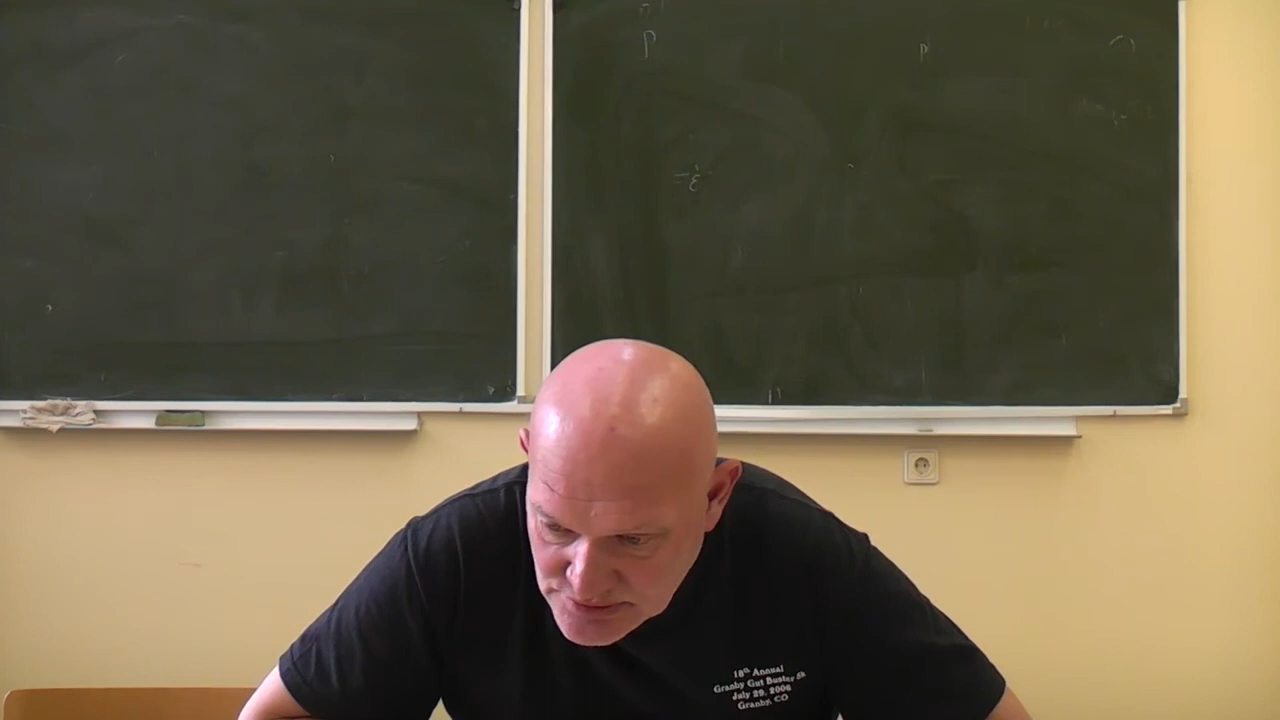 p
p
-ε
18th Annual
Granby Gut Buster 5k
July 29, 2006
Granby, CO